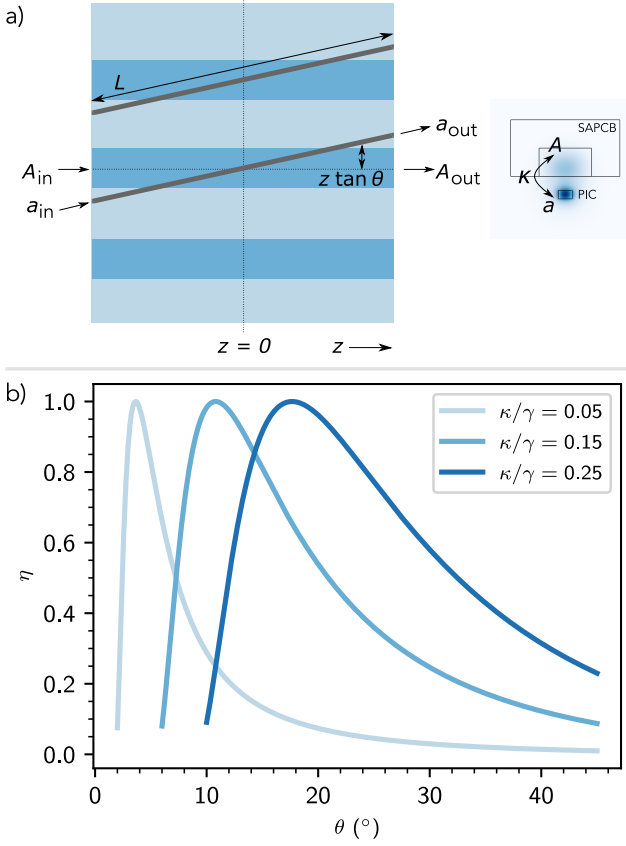 a)
L
A_in
a_in
a_out
A_out
z tan θ
z = 0
z
SAPCB
A
κ
a
PIC
b)
κ/γ = 0.05
κ/γ = 0.15
κ/γ = 0.25
1.0
0.8
0.6
0.4
0.2
0.0
η
0 10 20 30 40
θ (°)